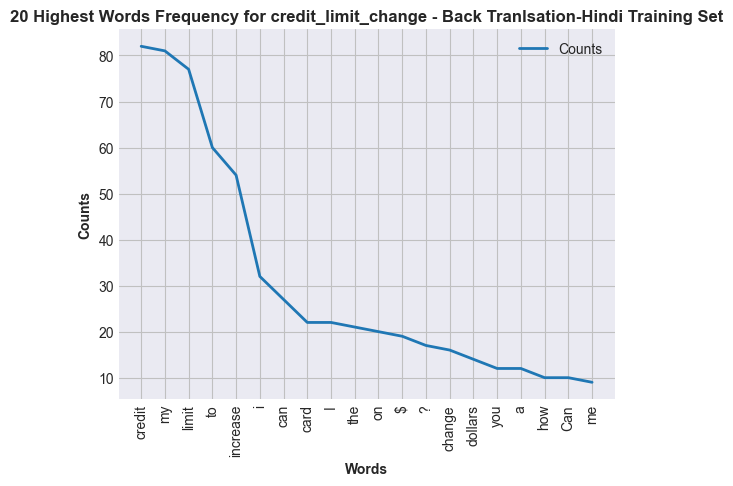 20 Highest Words Frequency for credit_limit_change - Back Tranlsation-Hindi Training Set
Counts
80
70
60
50
40
30
20
10
Counts
credit
my
limit
to
increase
i
can
card
I
the
on
$
?
change
dollars
you
a
how
Can
me
Words